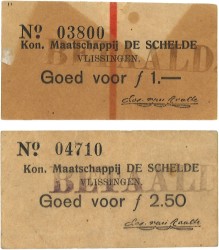 No 03800
Kon. Maatschappij DE SCHELDE
VLISSINGEN.
BETAALD
Goed voor f 1.—
No 04710
Kon. Maatschappij DE SCHELDE
VLISSINGEN.
BETAALD
Goed voor f 2.50